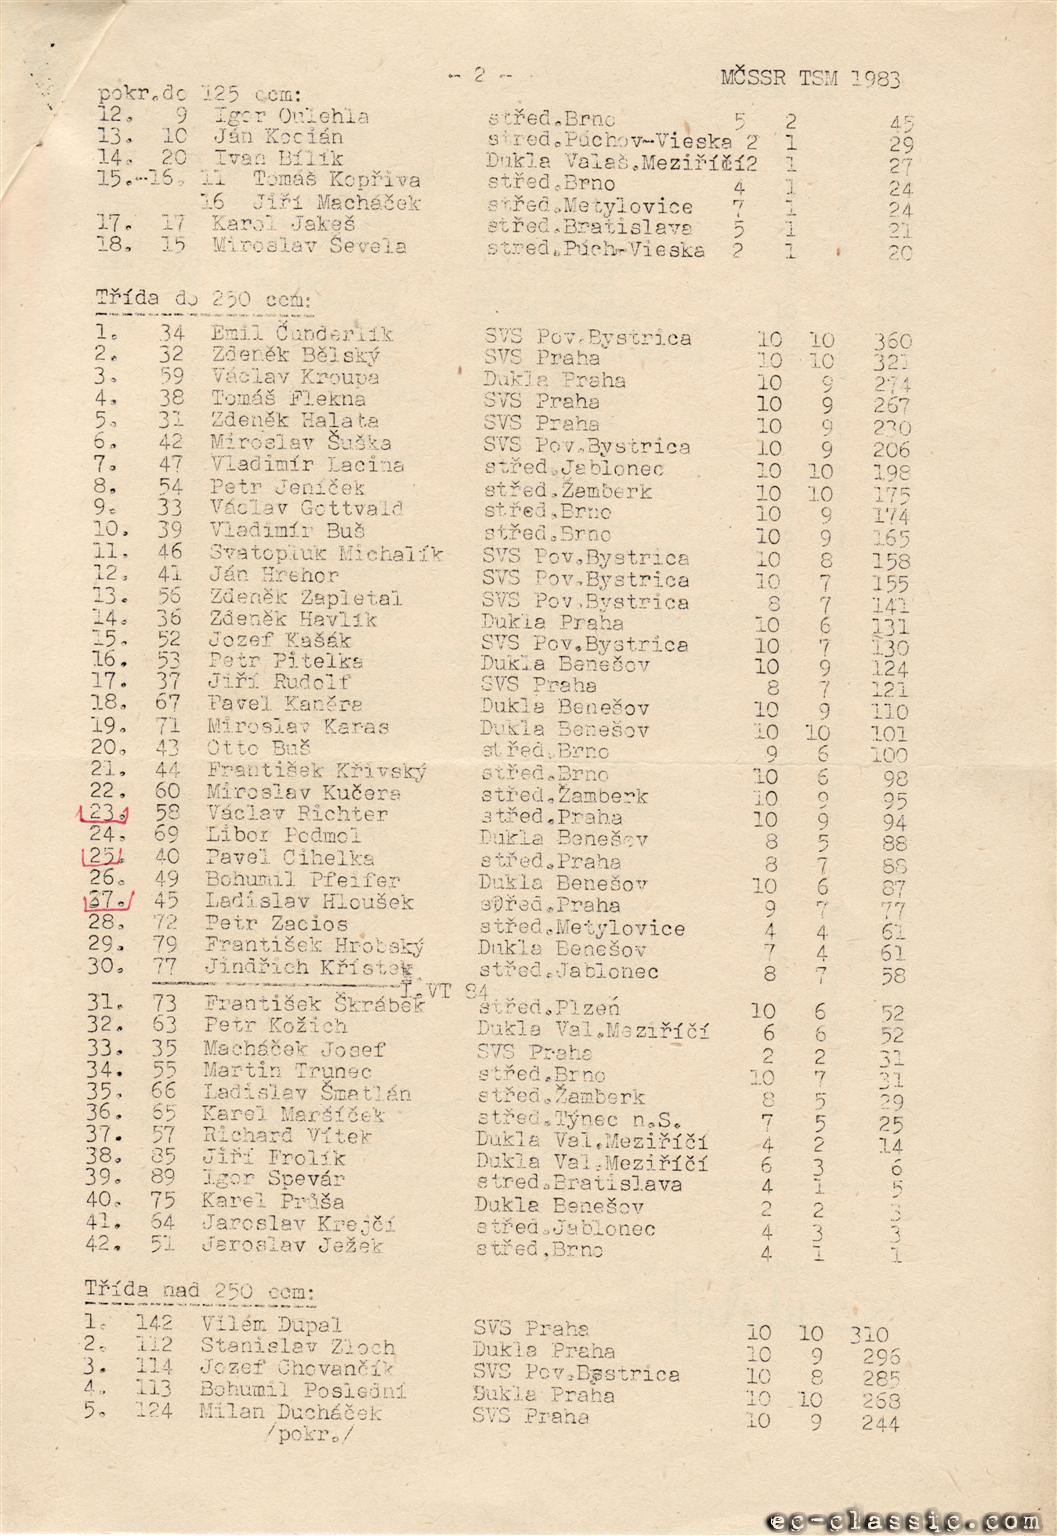 - 2 -
MČSSR TSM 1983
pokr.do 125 ccm:
12. 9 Igor Oulehla střed.Brno 5 2 45
13. 10 Ján Kocián stred.Púchov-Vieska 2 1 29
14. 20 Ivan Bílik Dukla Valaš.Meziříčí2 1 27
15.-16. 11 Tomáš Kopřiva střed.Brno 4 1 24
16 Jiří Macháček střed.Metylovice 7 1 24
17. 17 Karol Jakeš stred.Bratislava 5 1 21
18. 15 Miroslav Ševela stred.Púch-Vieska 2 1 20
Třída do 250 ccm:
1. 34 Emil Čunderlík SVS Pov.Bystrica 10 10 360
2. 32 Zdeněk Bělský SVS Praha 10 10 321
3. 59 Václav Kroupa Dukla Praha 10 9 274
4. 38 Tomáš Flekna SVS Praha 10 9 267
5. 31 Zdeněk Halata SVS Praha 10 9 230
6. 42 Miroslav Šuška SVS Pov.Bystrica 10 9 206
7. 47 Vladimír Lacina střed.Jablonec 10 10 198
8. 54 Petr Jeníček střed.Žamberk 10 10 175
9. 33 Václav Gottvald střed.Brno 10 9 174
10. 39 Vladimír Buš střed.Brno 10 9 165
11. 46 Svatopluk Michalík SVS Pov.Bystrica 10 8 158
12. 41 Ján Hrehor SVS Pov.Bystrica 10 7 155
13. 56 Zdeněk Zapletal SVS Pov.Bystrica 8 7 141
14. 36 Zdeněk Havlík Dukla Praha 10 6 131
15. 52 Jozef Kašák SVS Pov.Bystrica 10 7 130
16. 53 Petr Pitelka Dukla Benešov 10 9 124
17. 37 Jiří Rudolf SVS Praha 8 7 121
18. 67 Pavel Kaněra Dukla Benešov 10 9 110
19. 71 Miroslav Karas Dukla Benešov 10 10 101
20. 43 Otto Buš střed.Brno 9 6 100
21. 44 František Křivský střed.Brno 10 6 98
22. 60 Miroslav Kučera střed.Žamberk 10 9 95
23. 58 Václav Richter střed.Praha 10 9 94
24. 69 Libor Podmol Dukla Benešov 8 5 88
25. 40 Pavel Cihelka střed.Praha 8 7 88
26. 49 Bohumil Pfeifer Dukla Benešov 10 6 87
27. 45 Ladislav Hloušek střed.Praha 9 7 77
28. 72 Petr Zacios střed.Metylovice 4 4 61
29. 79 František Hrobský Dukla Benešov 7 4 61
30. 77 Jindřich Křístek střed.Jablonec 8 7 58
I.VT 84
31. 73 František Škrábek střed.Plzeń 10 6 52
32. 63 Petr Kožich Dukla Val.Meziříčí 6 6 52
33. 35 Macháček Josef SVS Praha 2 2 31
34. 55 Martin Trunec střed.Brno 10 7 31
35. 66 Ladislav Šmatlán střed.Žamberk 8 5 29
36. 65 Karel Maršíček střed.Týnec n.S. 7 5 25
37. 57 Richard Vítek Dukla Val.Meziříčí 4 2 14
38. 85 Jiří Frolík Dukla Val.Meziříčí 6 3 6
39. 89 Igor Spevár stred.Bratislava 4 1 5
40. 75 Karel Průša Dukla Benešov 2 2 3
41. 64 Jaroslav Krejčí střed.Jablonec 4 3 3
42. 51 Jaroslav Ježek střed.Brno 4 1 1
Třída nad 250 ccm:
1. 142 Vilém Dupal SVS Praha 10 10 310
2. 112 Stanislav Zloch Dukla Praha 10 9 296
3. 114 Jozef Chovančík SVS Pov.Bystrica 10 8 285
4. 113 Bohumil Poslední Dukla Praha 10 10 268
5. 124 Milan Ducháček SVS Praha 10 9 244
/pokr./
ec-classic.com